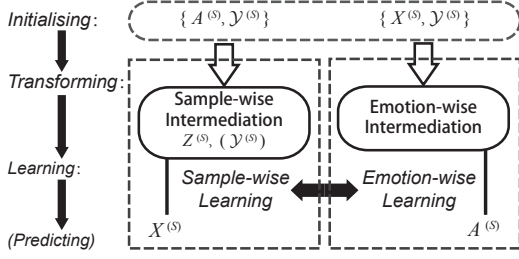 Initialising: { A^(S), 𝒴^(S) } { X^(S), 𝒴^(S) }
Transforming:
Sample-wise Intermediation
Z^(S), ( 𝒴^(S) )
Emotion-wise Intermediation
Learning:
Sample-wise Learning
Emotion-wise Learning
X^(S)
A^(S)
(Predicting)